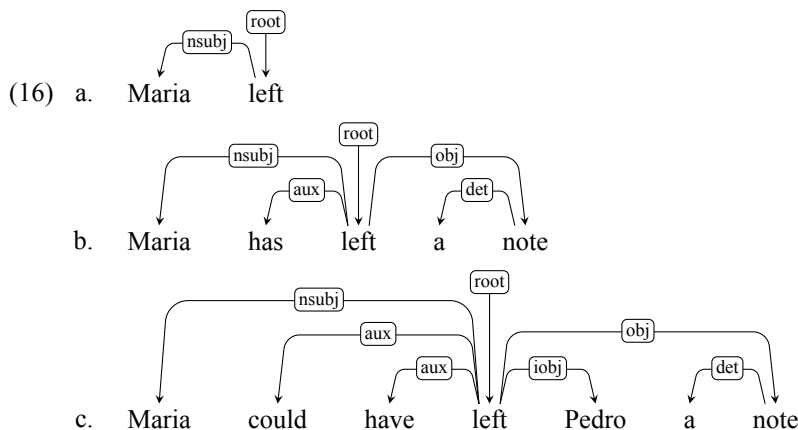 root
nsubj
(16) a. Maria left
root
nsubj obj
aux det
b. Maria has left a note
root
nsubj
aux obj
aux iobj det
c. Maria could have left Pedro a note